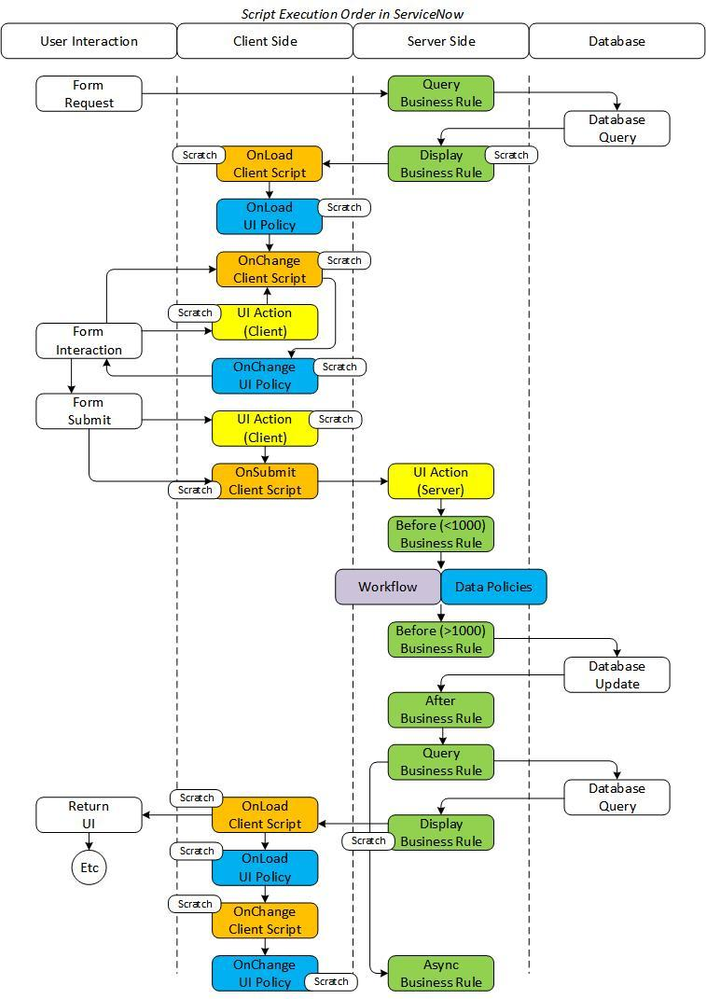 Script Execution Order in ServiceNow
User Interaction
Client Side
Server Side
Database
Form
Request
Query
Business Rule
Database
Query
Scratch
OnLoad
Client Script
Display
Business Rule
Scratch
OnLoad
UI Policy
Scratch
OnChange
Client Script
Scratch
Scratch
UI Action
(Client)
Form
Interaction
OnChange
UI Policy
Scratch
Form
Submit
UI Action
(Client)
Scratch
OnSubmit
Client Script
Scratch
UI Action
(Server)
Before (<1000)
Business Rule
Workflow
Data Policies
Before (>1000)
Business Rule
Database
Update
After
Business Rule
Query
Business Rule
Database
Query
Return
UI
Scratch
OnLoad
Client Script
Display
Business Rule
Scratch
Etc
Scratch
OnLoad
UI Policy
Scratch
OnChange
Client Script
OnChange
UI Policy
Scratch
Async
Business Rule